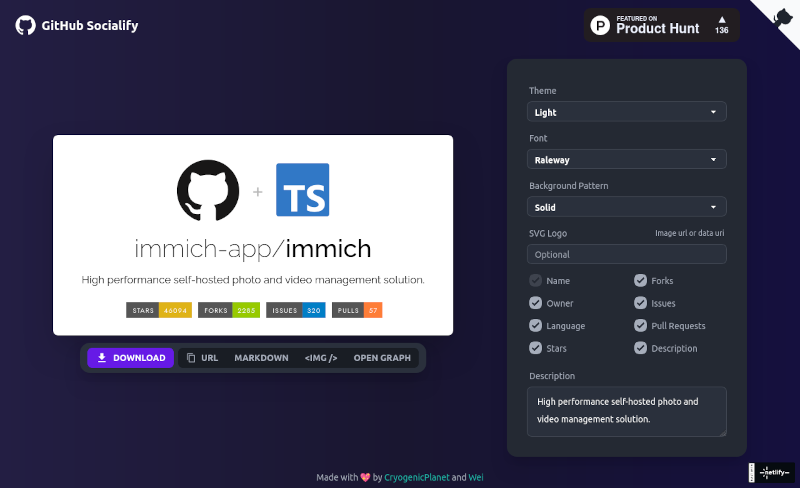 GitHub Socialify
FEATURED ON
Product Hunt
136
P
TS
immich-app/immich
High performance self-hosted photo and video management solution.
STARS 46094 FORKS 2285 ISSUES 320 PULLS 57
DOWNLOAD URL MARKDOWN <IMG /> OPEN GRAPH
Theme
Light
Font
Raleway
Background Pattern
Solid
SVG Logo Image url or data uri
Optional
Name Forks
Owner Issues
Language Pull Requests
Stars Description
Description
High performance self-hosted photo and
video management solution.
Made with ❤ by CryogenicPlanet and Wei
netlify